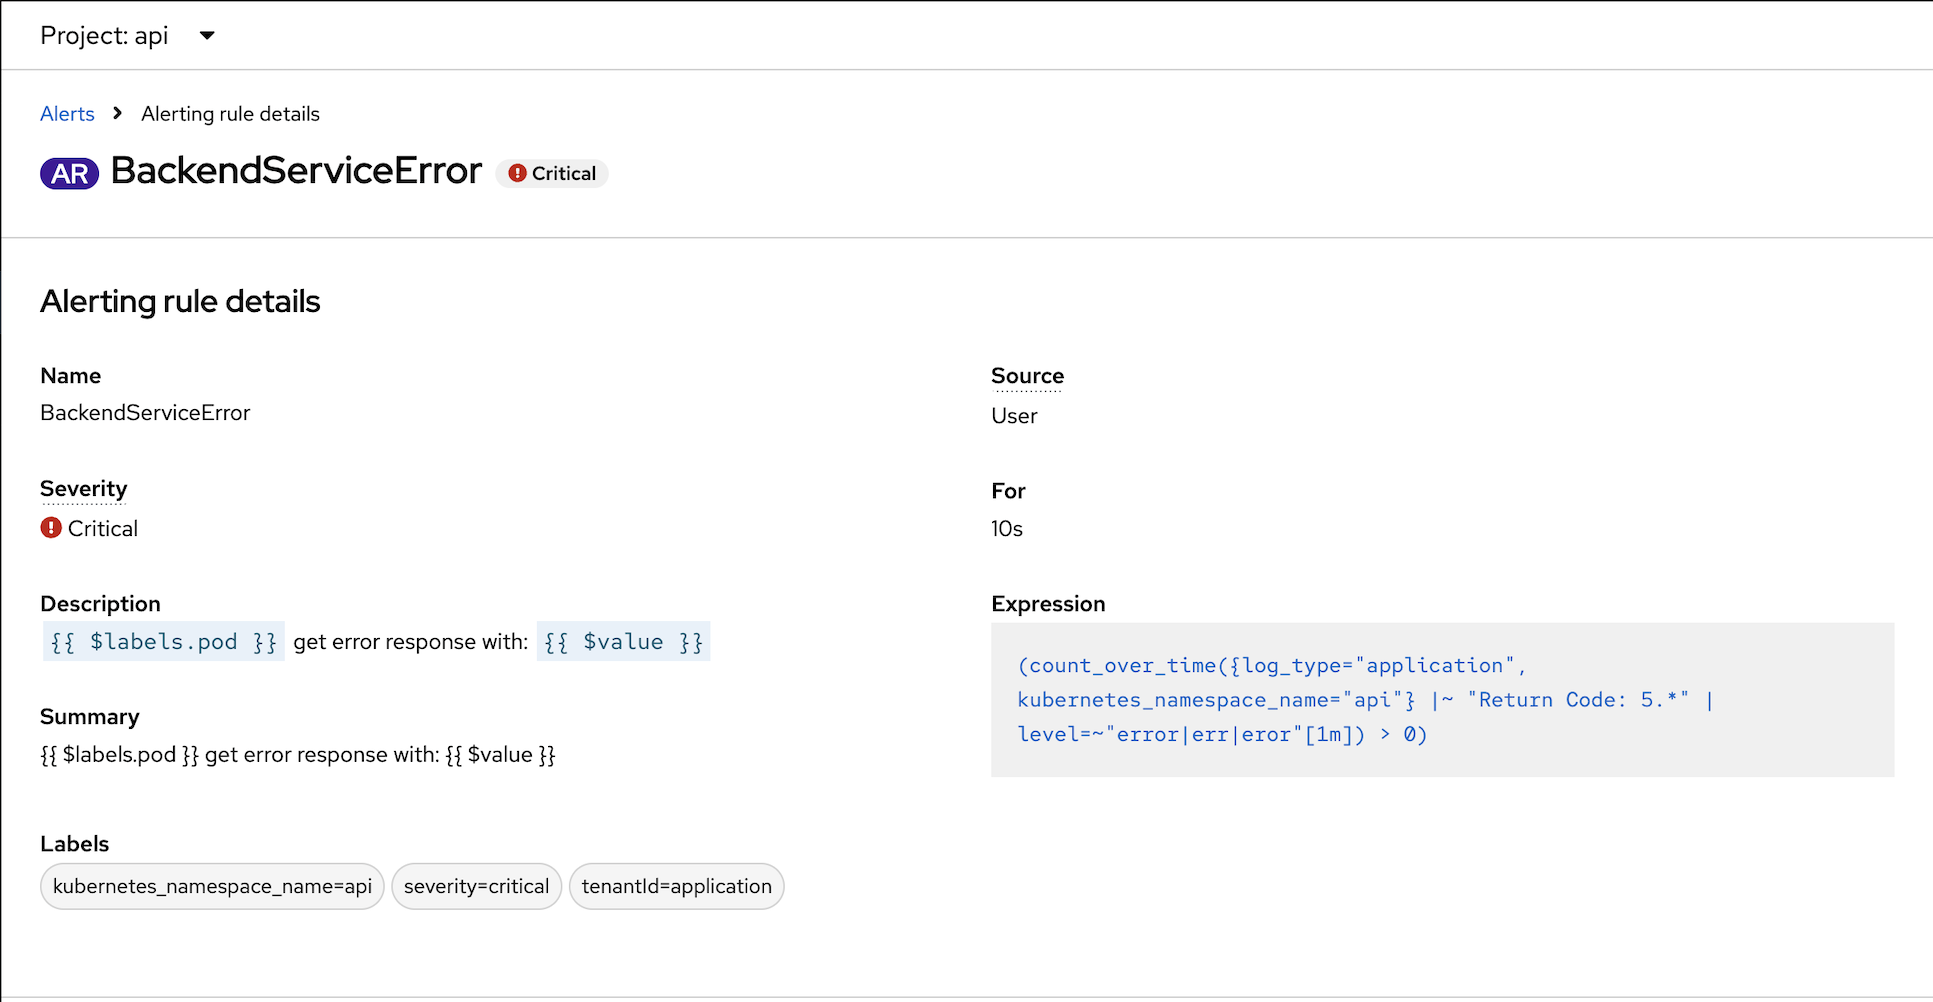 Project: api
Alerts > Alerting rule details
AR BackendServiceError Critical
Alerting rule details
Name
BackendServiceError
Severity
Critical
Description
{{ $labels.pod }} get error response with: {{ $value }}
Summary
{{ $labels.pod }} get error response with: {{ $value }}
Labels
kubernetes_namespace_name=api severity=critical tenantId=application
Source
User
For
10s
Expression
(count_over_time({log_type="application",
kubernetes_namespace_name="api"} |~ "Return Code: 5.*" |
level=~"error|err|eror"[1m]) > 0)